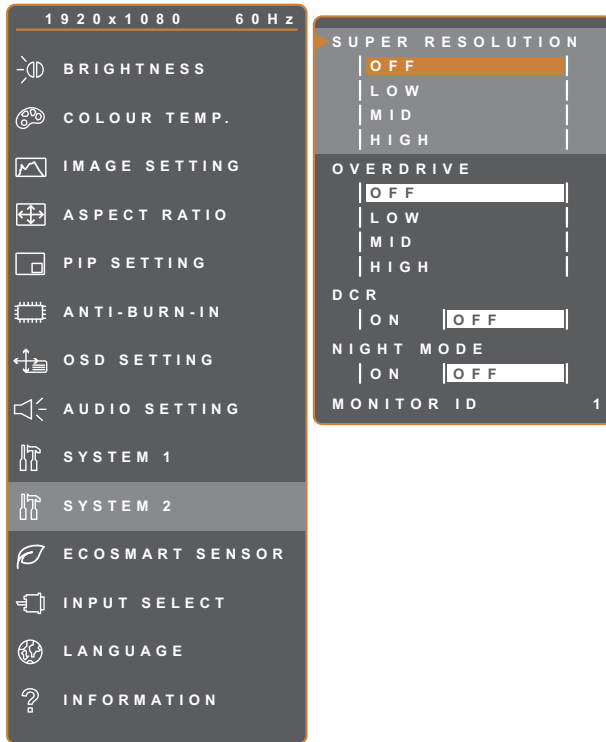 1920x1080 60Hz
BRIGHTNESS
COLOUR TEMP.
IMAGE SETTING
ASPECT RATIO
PIP SETTING
ANTI-BURN-IN
OSD SETTING
AUDIO SETTING
SYSTEM 1
SYSTEM 2
ECOSMART SENSOR
INPUT SELECT
LANGUAGE
INFORMATION
SUPER RESOLUTION
OFF
LOW
MID
HIGH
OVERDRIVE
OFF
LOW
MID
HIGH
DCR
ON OFF
NIGHT MODE
ON OFF
MONITOR ID 1